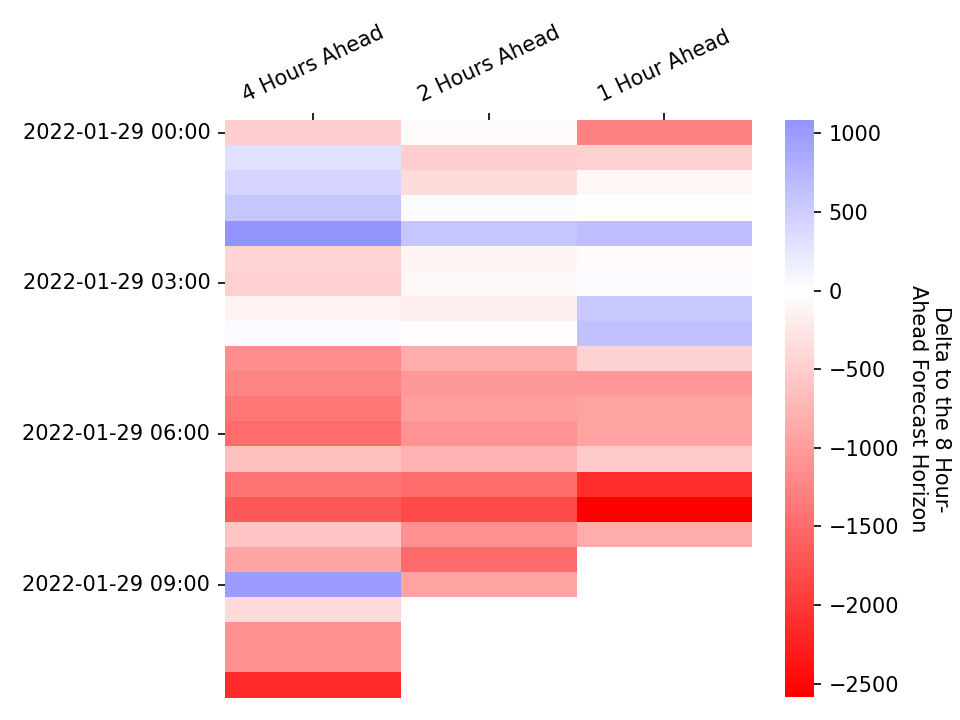 4 Hours Ahead
2 Hours Ahead
1 Hour Ahead
2022-01-29 00:00
2022-01-29 03:00
2022-01-29 06:00
2022-01-29 09:00
1000
500
0
−500
−1000
−1500
−2000
−2500
Delta to the 8 Hour-
Ahead Forecast Horizon